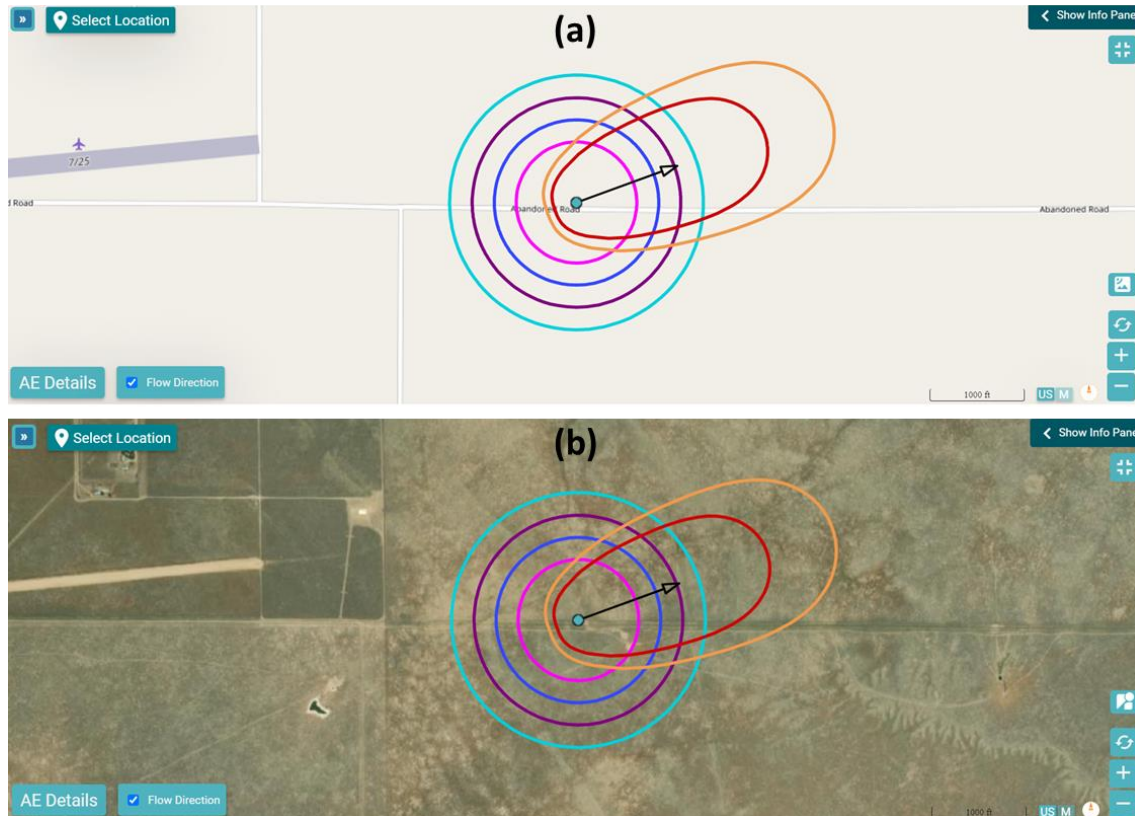 »
Select Location
(a)
Show Info Pane
7/25
d Road
Abandoned Road
Abandoned Road
AE Details
Flow Direction
1000 ft
US M
+
−
»
Select Location
(b)
Show Info Pane
AE Details
Flow Direction
1000 ft
US M
+
−